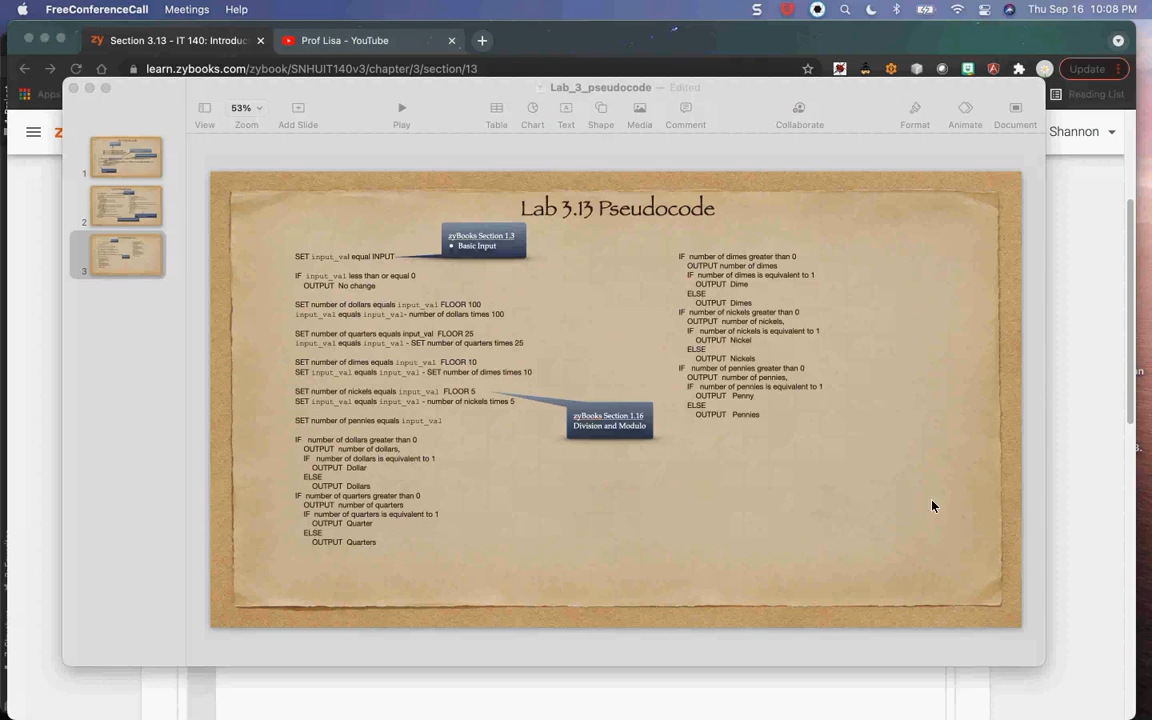 FreeConferenceCall Meetings Help
Thu Sep 16 10:08 PM
zy Section 3.13 - IT 140: Introduc
Prof Lisa - YouTube
learn.zybooks.com/zybook/SNHUIT140v3/chapter/3/section/13
Update
Apps
Reading List
Lab_3_pseudocode — Edited
53%
View Zoom Add Slide Play Table Chart Text Shape Media Comment Collaborate Format Animate Document
Shannon
1
2
3
Lab 3.13 Pseudocode
zyBooks Section 1.3
• Basic Input
SET input_val equal INPUT
IF input_val less than or equal 0
OUTPUT No change
SET number of dollars equals input_val FLOOR 100
input_val equals input_val- number of dollars times 100
SET number of quarters equals input_val FLOOR 25
input_val equals input_val - SET number of quarters times 25
SET number of dimes equals input_val FLOOR 10
SET input_val equals input_val - SET number of dimes times 10
SET number of nickels equals input_val FLOOR 5
SET input_val equals input_val - number of nickels times 5
zyBooks Section 1.16
Division and Modulo
SET number of pennies equals input_val
IF number of dollars greater than 0
OUTPUT number of dollars,
IF number of dollars is equivalent to 1
OUTPUT Dollar
ELSE
OUTPUT Dollars
IF number of quarters greater than 0
OUTPUT number of quarters
IF number of quarters is equivalent to 1
OUTPUT Quarter
ELSE
OUTPUT Quarters
IF number of dimes greater than 0
OUTPUT number of dimes
IF number of dimes is equivalent to 1
OUTPUT Dime
ELSE
OUTPUT Dimes
IF number of nickels greater than 0
OUTPUT number of nickels,
IF number of nickels is equivalent to 1
OUTPUT Nickel
ELSE
OUTPUT Nickels
IF number of pennies greater than 0
OUTPUT number of pennies,
IF number of pennies is equivalent to 1
OUTPUT Penny
ELSE
OUTPUT Pennies